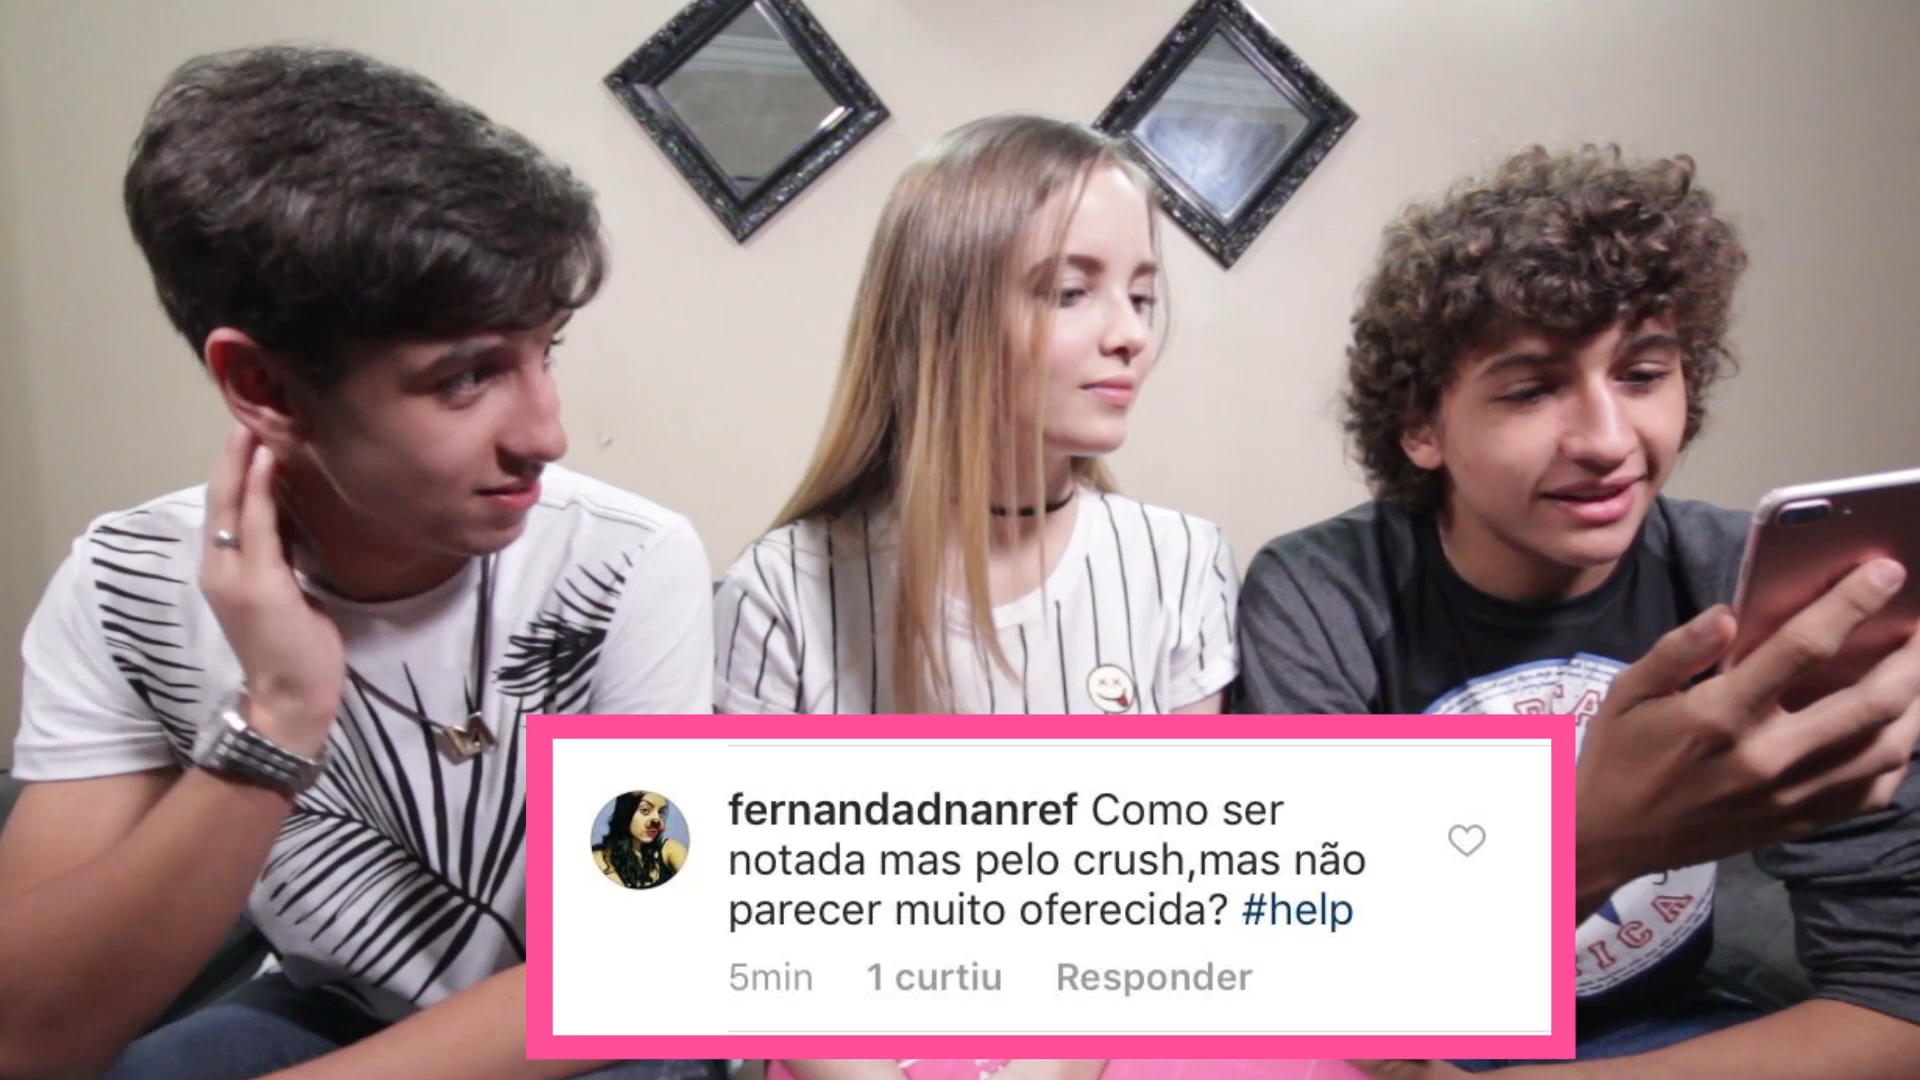 fernandadnanref Como ser
notada mas pelo crush,mas não
parecer muito oferecida? #help
5min 1 curtiu Responder